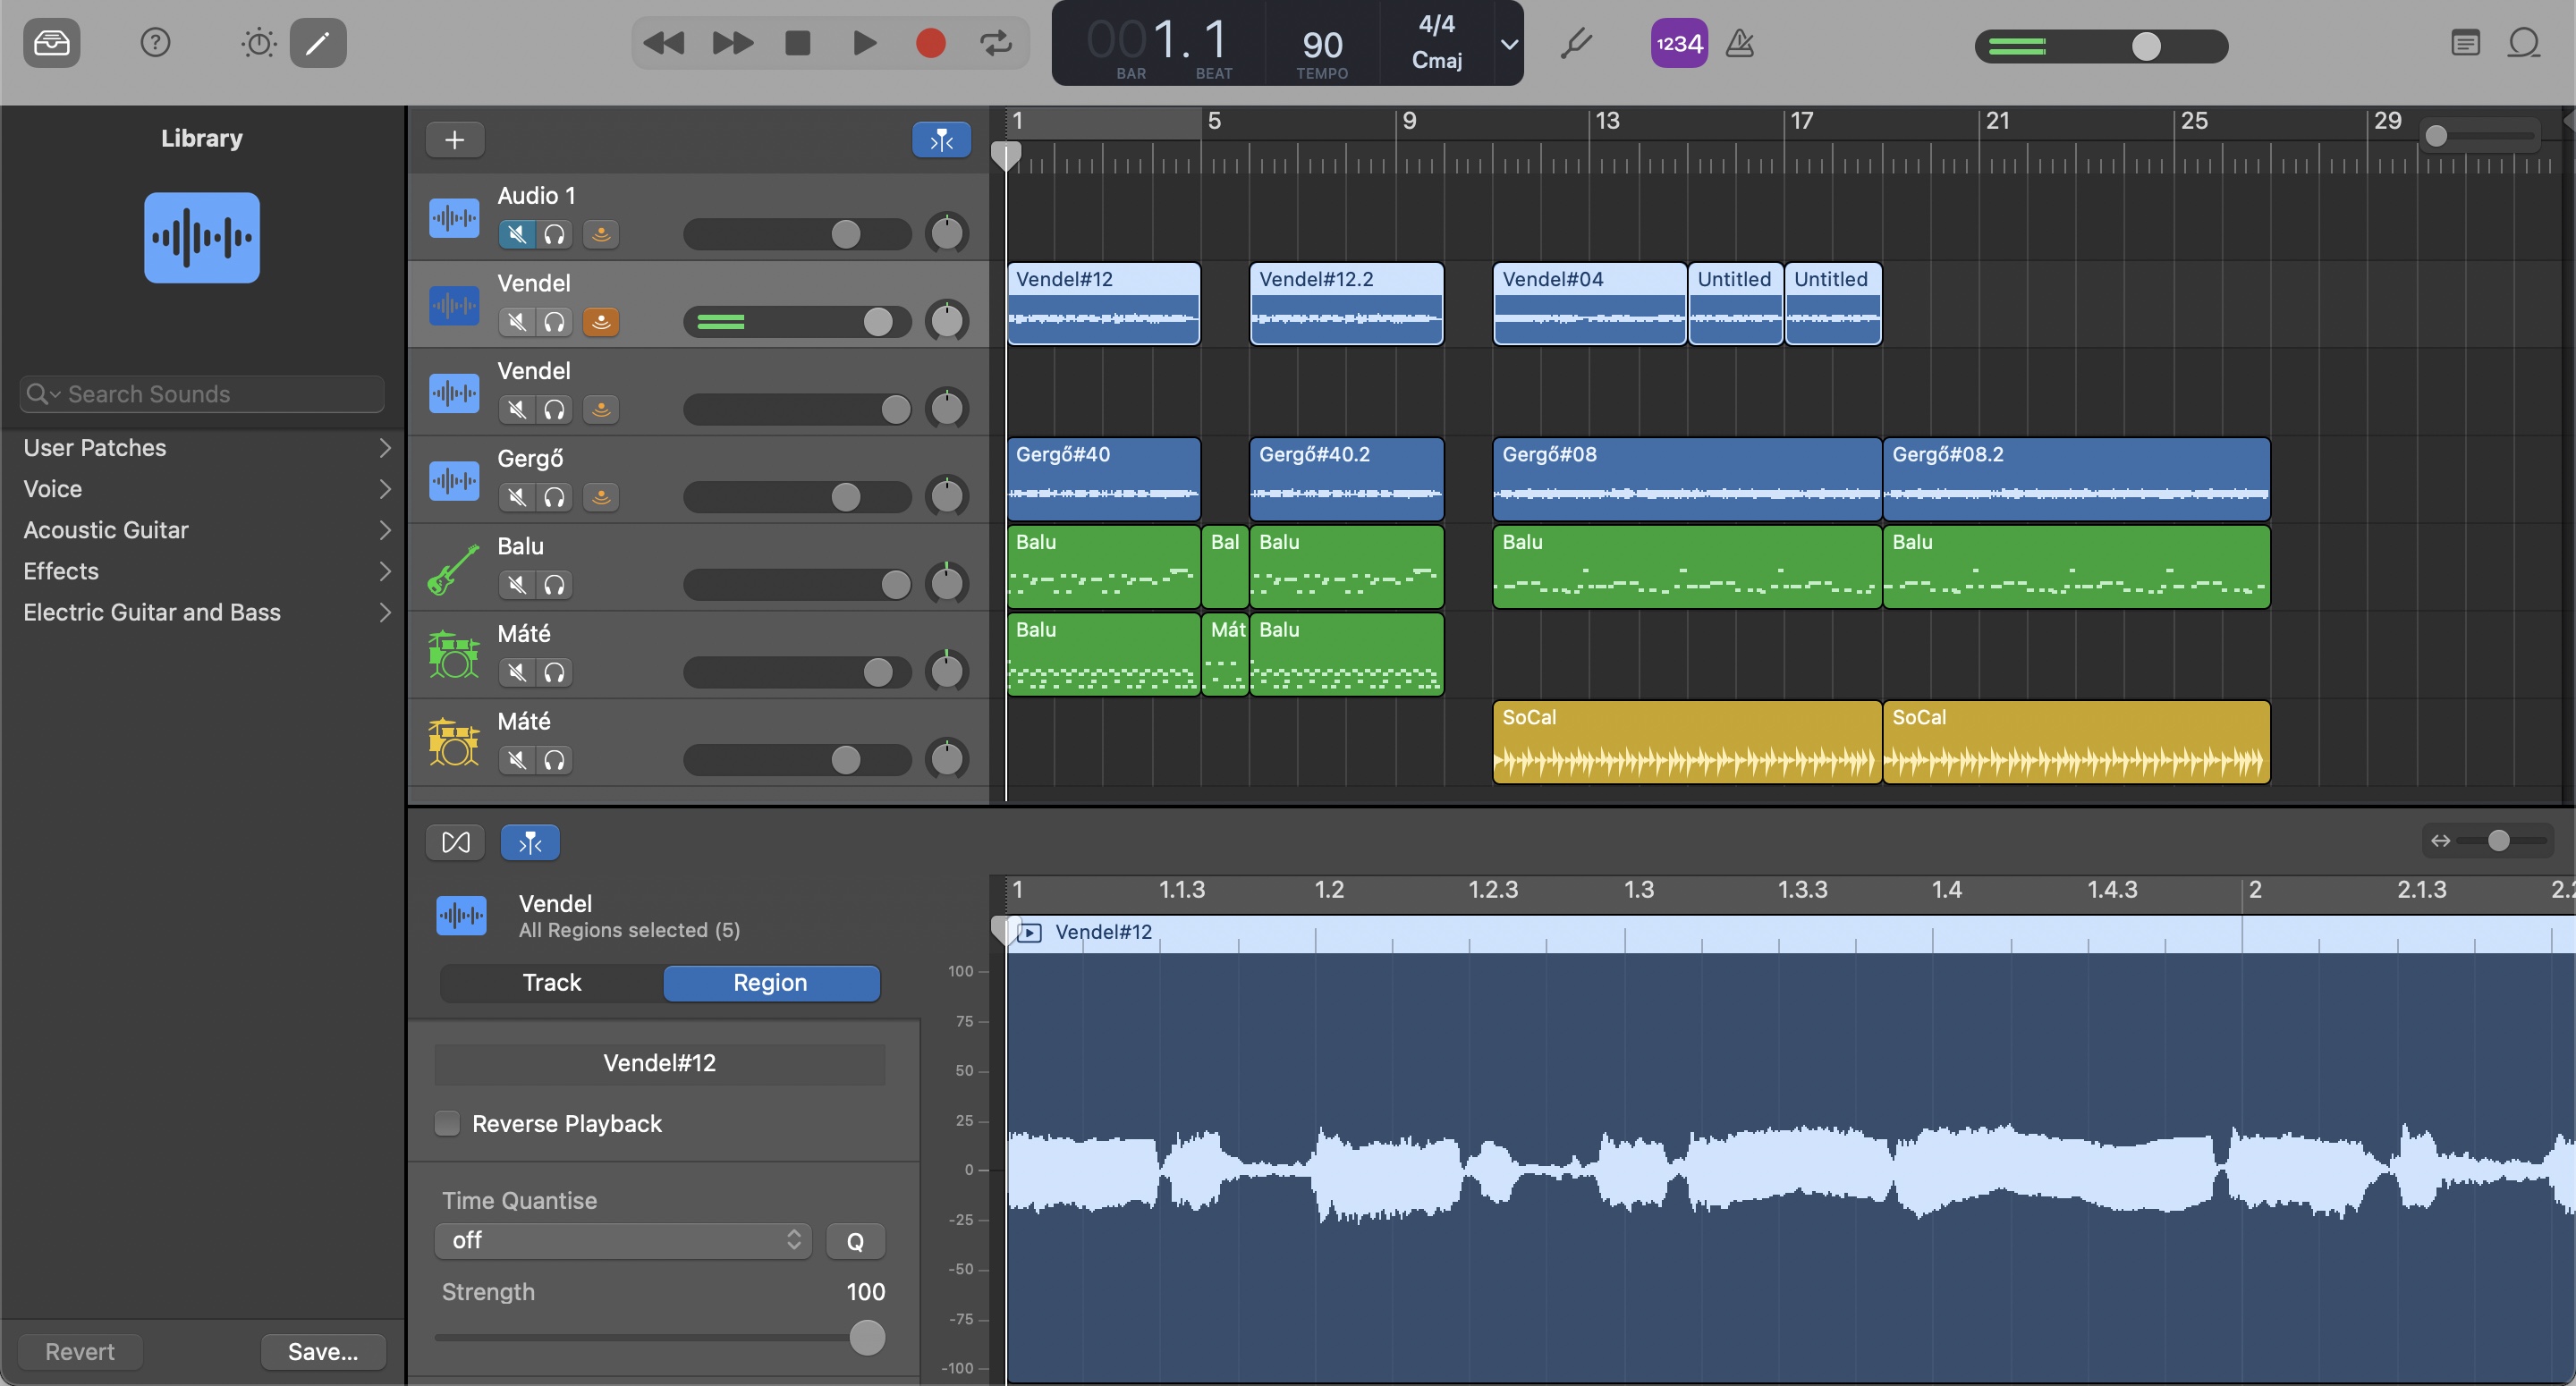 001. 1
BAR BEAT
90
TEMPO
4/4
Cmaj
1234
Library
Search Sounds
User Patches
Voice
Acoustic Guitar
Effects
Electric Guitar and Bass
Revert
Save...
1 5 9 13 17 21 25 29
Audio 1
Vendel
Vendel#12 Vendel#12.2 Vendel#04 Untitled Untitled
Vendel
Gergő
Gergő#40 Gergő#40.2 Gergő#08 Gergő#08.2
Balu
Balu Bal Balu Balu Balu
Máté
Balu Mát Balu
Máté
SoCal SoCal
Vendel
All Regions selected (5)
Track Region
Vendel#12
Reverse Playback
Time Quantise
off Q
Strength 100
1 1.1.3 1.2 1.2.3 1.3 1.3.3 1.4 1.4.3 2 2.1.3 2.2
Vendel#12
100
75
50
25
0
-25
-50
-75
-100